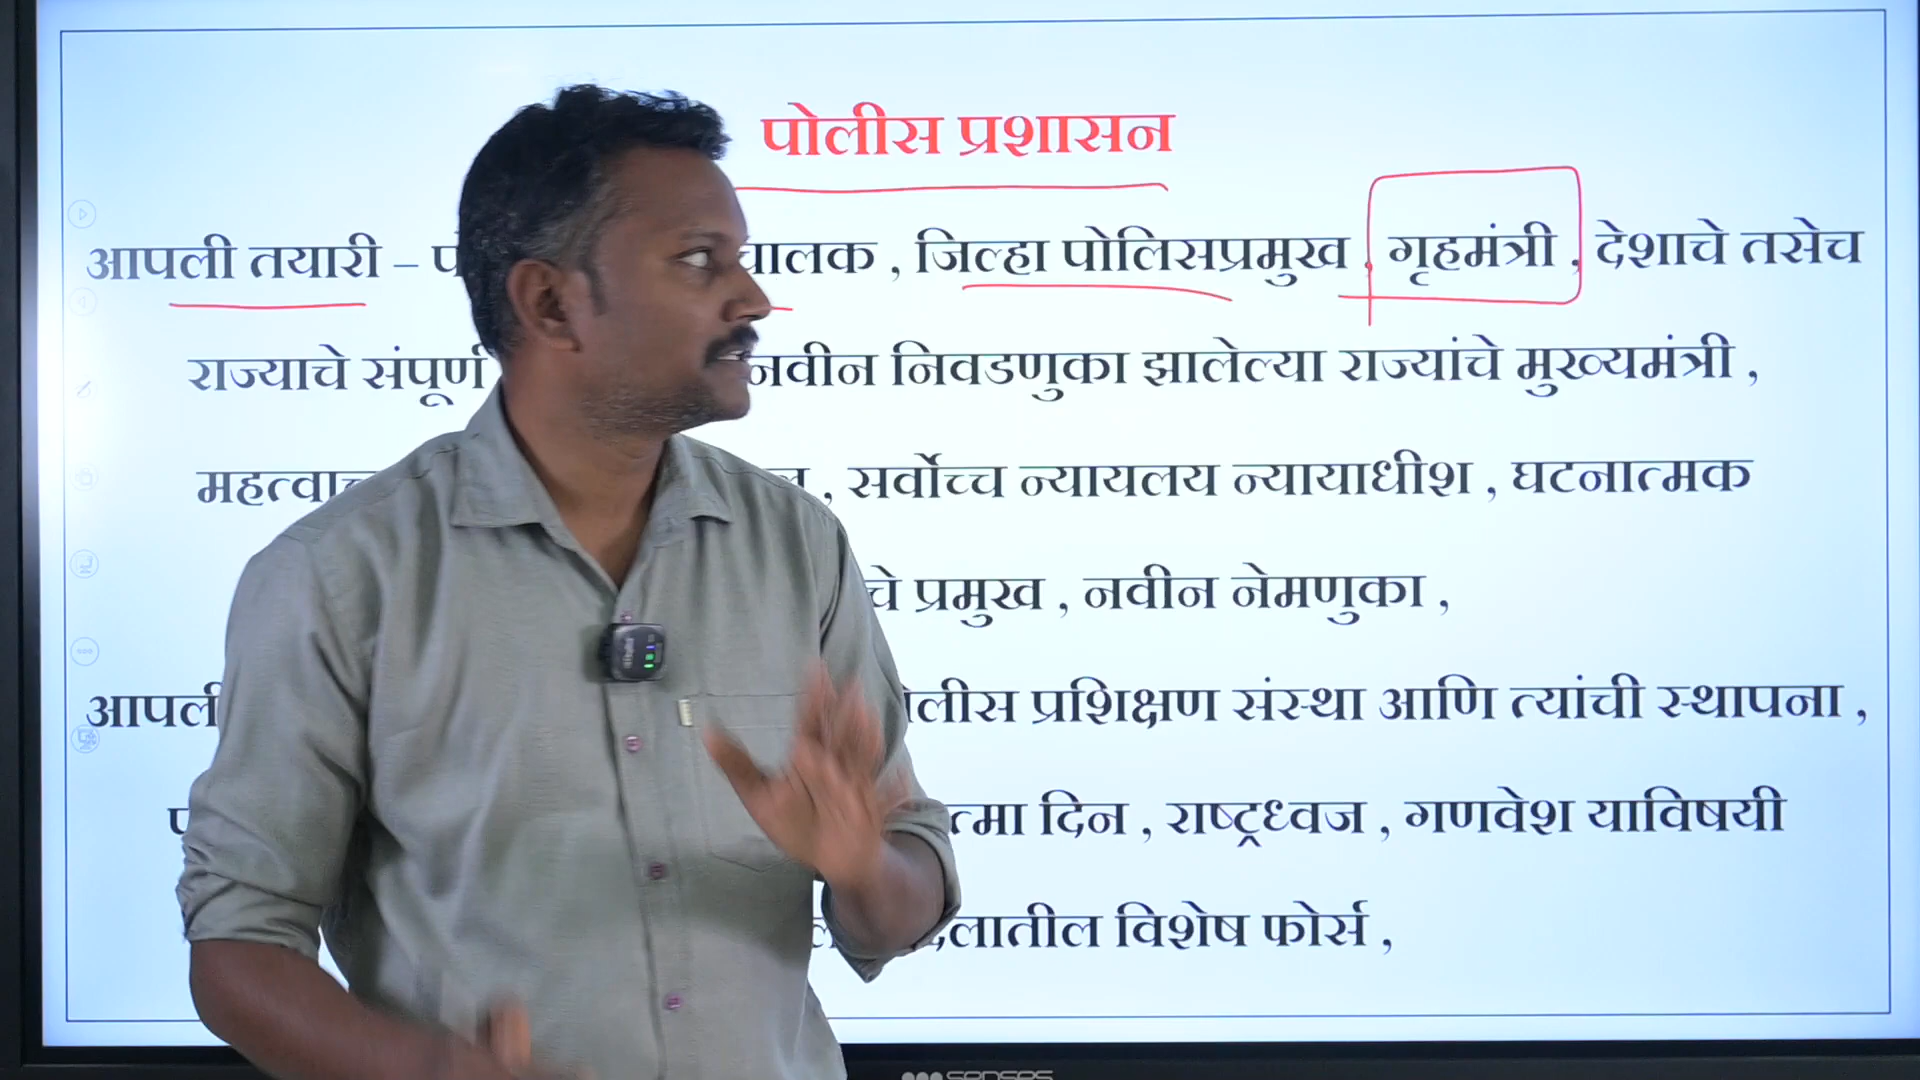 पोलीस प्रशासन
आपली तयारी – चालक , जिल्हा पोलिसप्रमुख , गृहमंत्री , देशाचे तसेच
राज्याचे संपूर्ण नवीन निवडणुका झालेल्या राज्यांचे मुख्यमंत्री ,
, सर्वोच्च न्यायलय न्यायाधीश , घटनात्मक
चे प्रमुख , नवीन नेमणुका ,
आपली पोलीस प्रशिक्षण संस्था आणि त्यांची स्थापना ,
दिन , राष्ट्रध्वज , गणवेश याविषयी
दलातील विशेष फोर्स ,